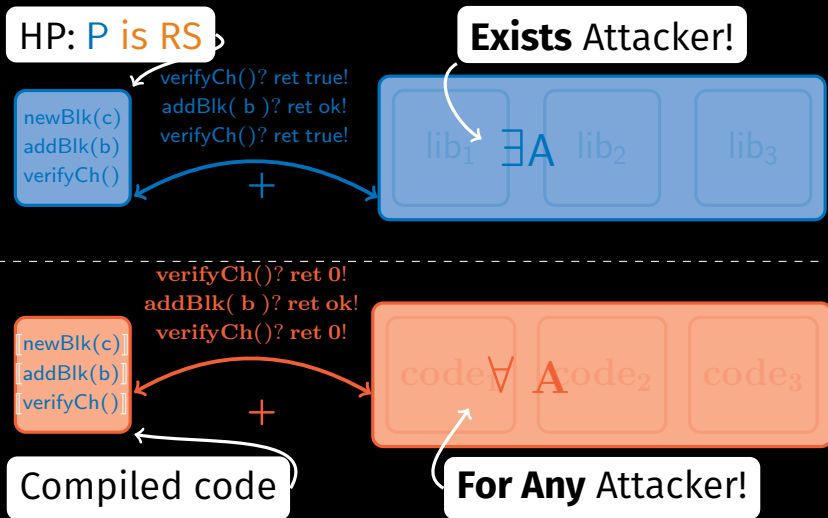 HP: P is RS
Exists Attacker!
verifyCh()? ret true!
addBlk( b )? ret ok!
verifyCh()? ret true!
newBlk(c)
addBlk(b)
verifyCh()
+
lib₁ ∃A lib₂ lib₃
verifyCh()? ret 0!
addBlk( b )? ret ok!
verifyCh()? ret 0!
⟦newBlk(c)⟧
⟦addBlk(b)⟧
⟦verifyCh()⟧
+
code₁ ∀ A code₂ code₃
Compiled code
For Any Attacker!